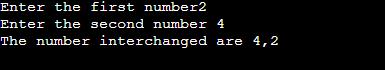 Enter the first number2
Enter the second number 4
The number interchanged are 4,2